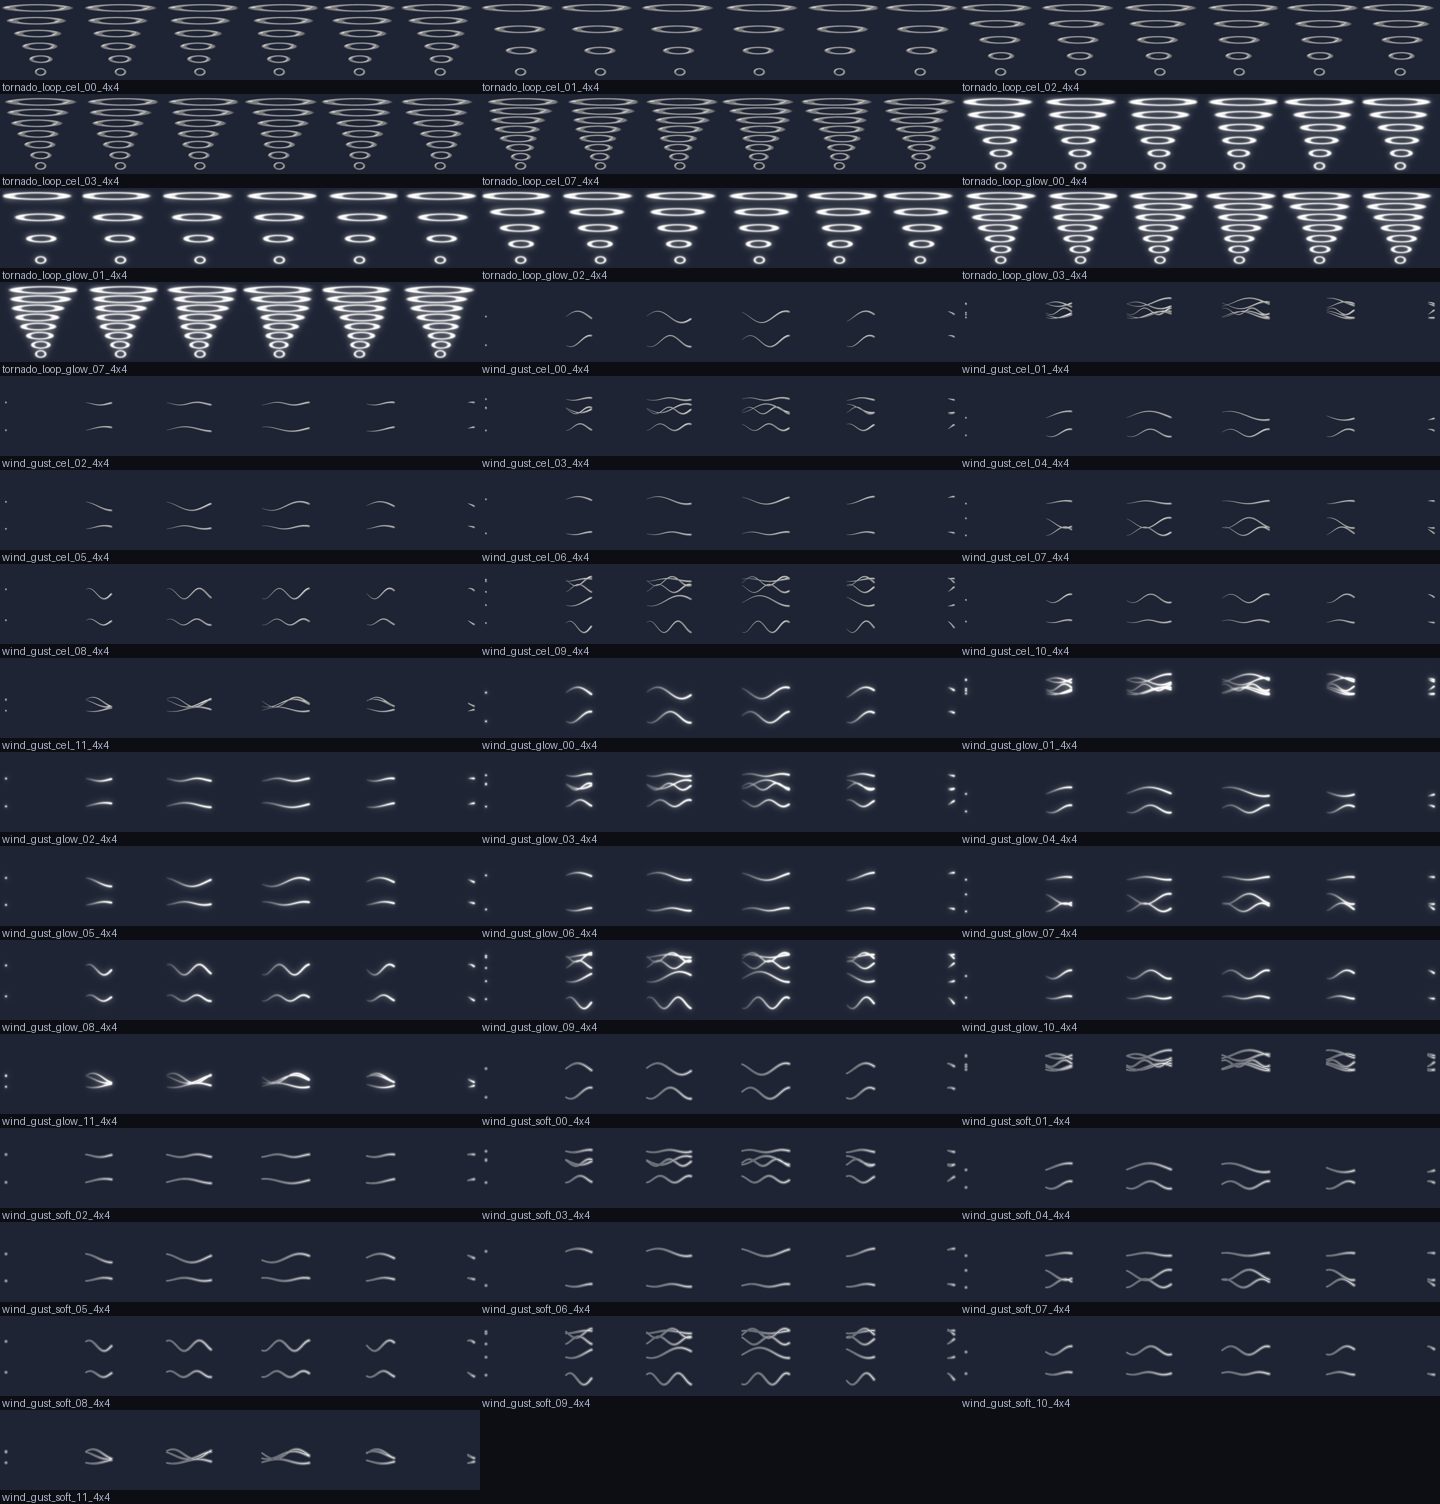 tornado_loop_cel_00_4x4
tornado_loop_cel_01_4x4
tornado_loop_cel_02_4x4
tornado_loop_cel_03_4x4
tornado_loop_cel_07_4x4
tornado_loop_glow_00_4x4
tornado_loop_glow_01_4x4
tornado_loop_glow_02_4x4
tornado_loop_glow_03_4x4
tornado_loop_glow_07_4x4
wind_gust_cel_00_4x4
wind_gust_cel_01_4x4
wind_gust_cel_02_4x4
wind_gust_cel_03_4x4
wind_gust_cel_04_4x4
wind_gust_cel_05_4x4
wind_gust_cel_06_4x4
wind_gust_cel_07_4x4
wind_gust_cel_08_4x4
wind_gust_cel_09_4x4
wind_gust_cel_10_4x4
wind_gust_cel_11_4x4
wind_gust_glow_00_4x4
wind_gust_glow_01_4x4
wind_gust_glow_02_4x4
wind_gust_glow_03_4x4
wind_gust_glow_04_4x4
wind_gust_glow_05_4x4
wind_gust_glow_06_4x4
wind_gust_glow_07_4x4
wind_gust_glow_08_4x4
wind_gust_glow_09_4x4
wind_gust_glow_10_4x4
wind_gust_glow_11_4x4
wind_gust_soft_00_4x4
wind_gust_soft_01_4x4
wind_gust_soft_02_4x4
wind_gust_soft_03_4x4
wind_gust_soft_04_4x4
wind_gust_soft_05_4x4
wind_gust_soft_06_4x4
wind_gust_soft_07_4x4
wind_gust_soft_08_4x4
wind_gust_soft_09_4x4
wind_gust_soft_10_4x4
wind_gust_soft_11_4x4